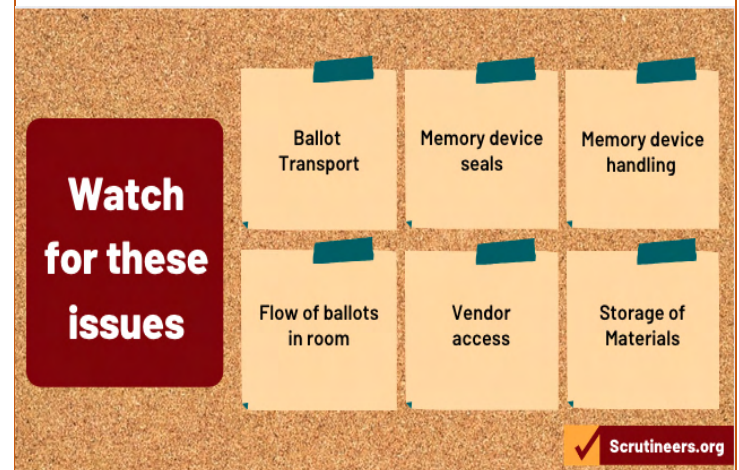 Watch
for these
issues
Ballot
Transport
Memory device
seals
Memory device
handling
Flow of ballots
in room
Vendor
access
Storage of
Materials
Scrutineers.org